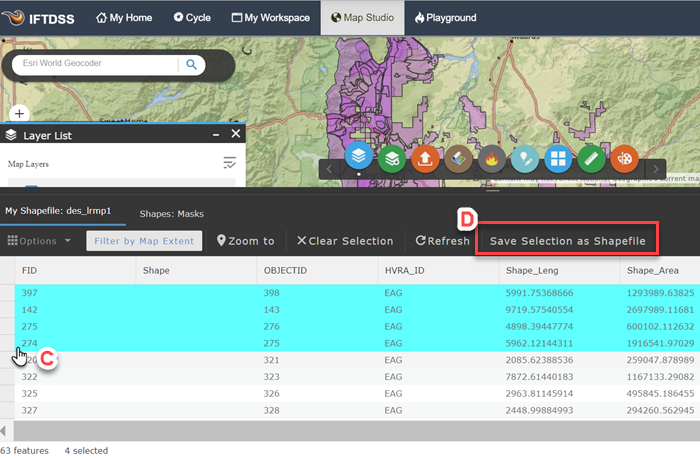 IFTDSS My Home Cycle My Workspace Map Studio Playground
Esri World Geocoder
Layer List
Map Layers
My Shapefile: des_lrmp1 Shapes: Masks
D
Options Filter by Map Extent Zoom to Clear Selection Refresh Save Selection as Shapefile
FID Shape OBJECTID HVRA_ID Shape_Leng Shape_Area
397 398 EAG 5991.75368666 1293989.63825
142 143 EAG 9719.57540554 2697989.11681
275 276 EAG 4898.39447774 600102.112632
274 275 EAG 5962.12144311 1916541.97029
C
320 321 EAG 2085.62388536 259047.878989
322 323 EAG 7872.61440183 1167133.29082
325 326 EAG 2963.81145914 495845.186455
327 328 EAG 2448.99884993 294260.562945
63 features 4 selected